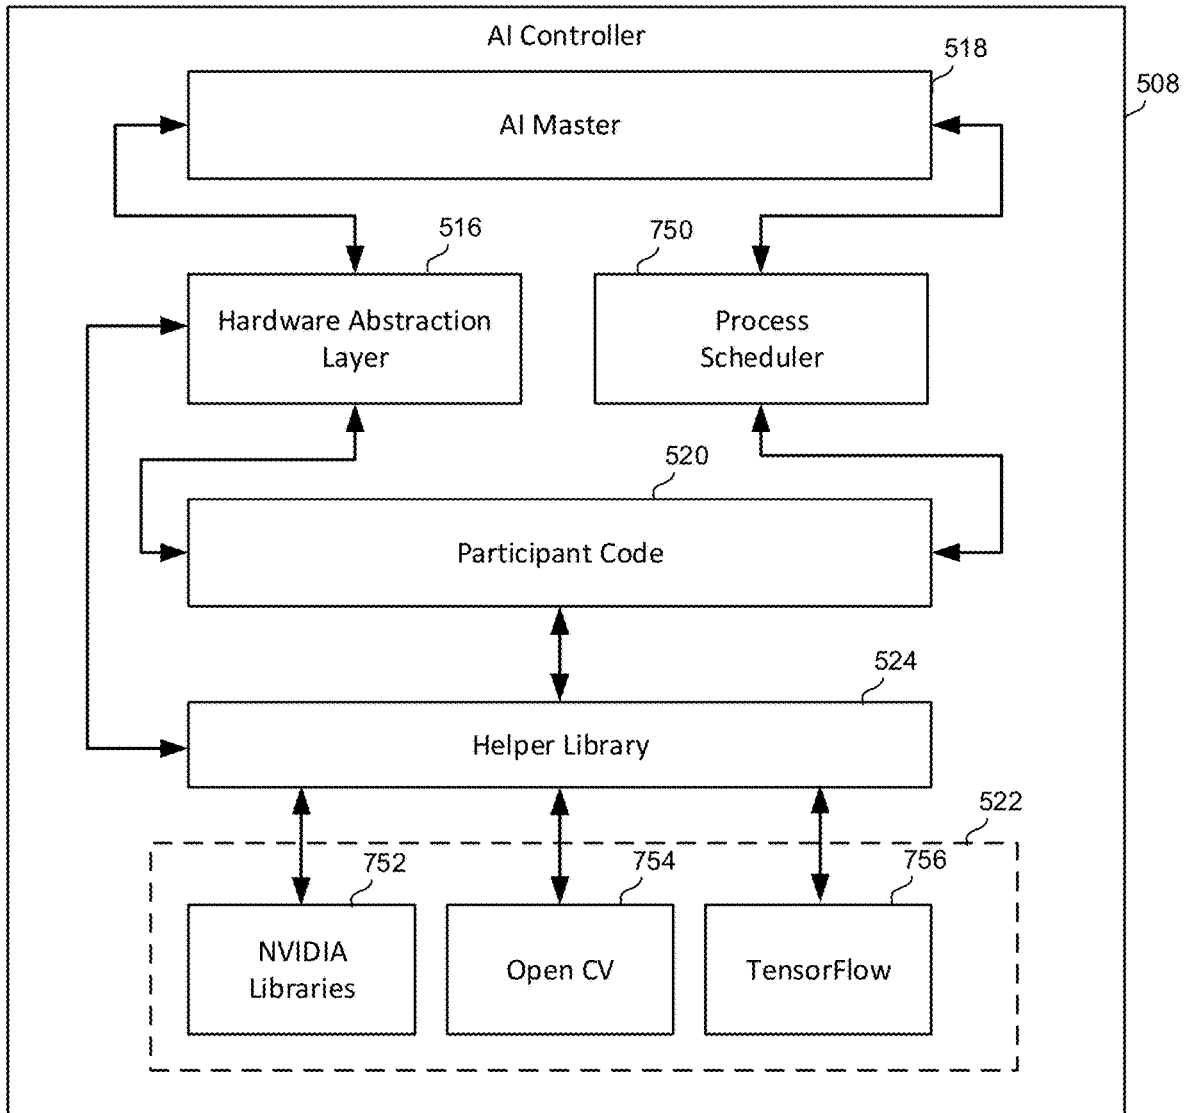 AI Controller
518
508
AI Master
516
750
Hardware Abstraction
Layer
Process
Scheduler
520
Participant Code
524
Helper Library
522
752
754
756
NVIDIA
Libraries
Open CV
TensorFlow